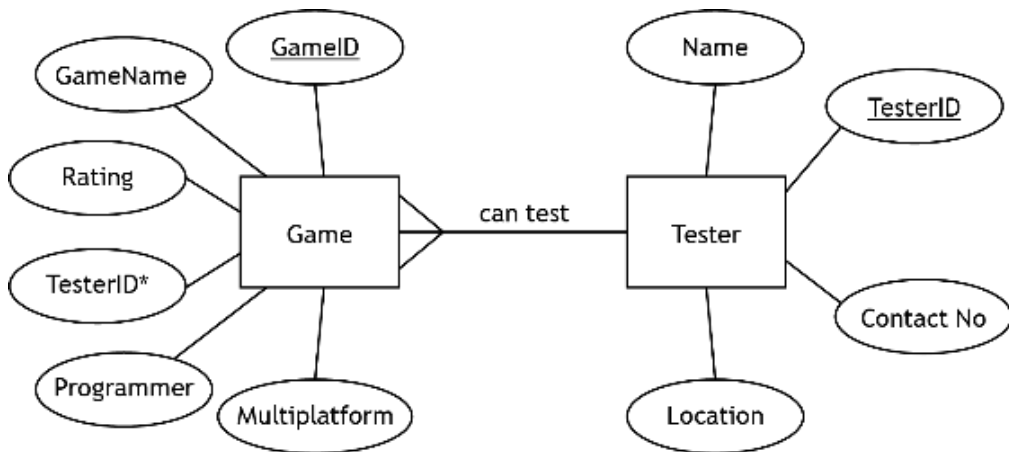 GameID
Name
GameName
TesterID
Rating
can test
Game
Tester
TesterID*
Contact No
Programmer
Multiplatform
Location